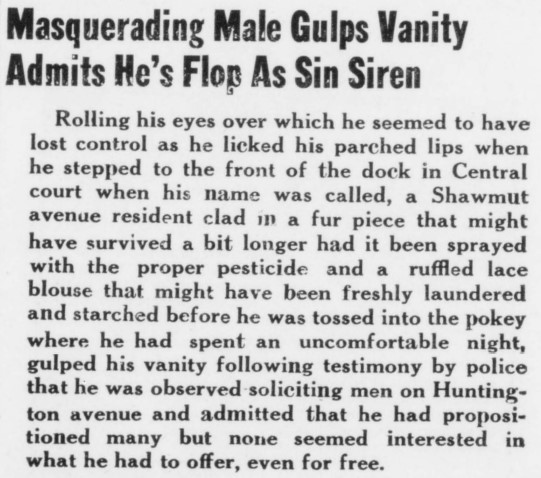 Masquerading Male Gulps Vanity
Admits He's Flop As Sin Siren
Rolling his eyes over which he seemed to have
lost control as he licked his parched lips when
he stepped to the front of the dock in Central
court when his name was called, a Shawmut
avenue resident clad in a fur piece that might
have survived a bit longer had it been sprayed
with the proper pesticide and a ruffled lace
blouse that might have been freshly laundered
and starched before he was tossed into the pokey
where he had spent an uncomfortable night,
gulped his vanity following testimony by police
that he was observed soliciting men on Hunting-
ton avenue and admitted that he had proposi-
tioned many but none seemed interested in
what he had to offer, even for free.